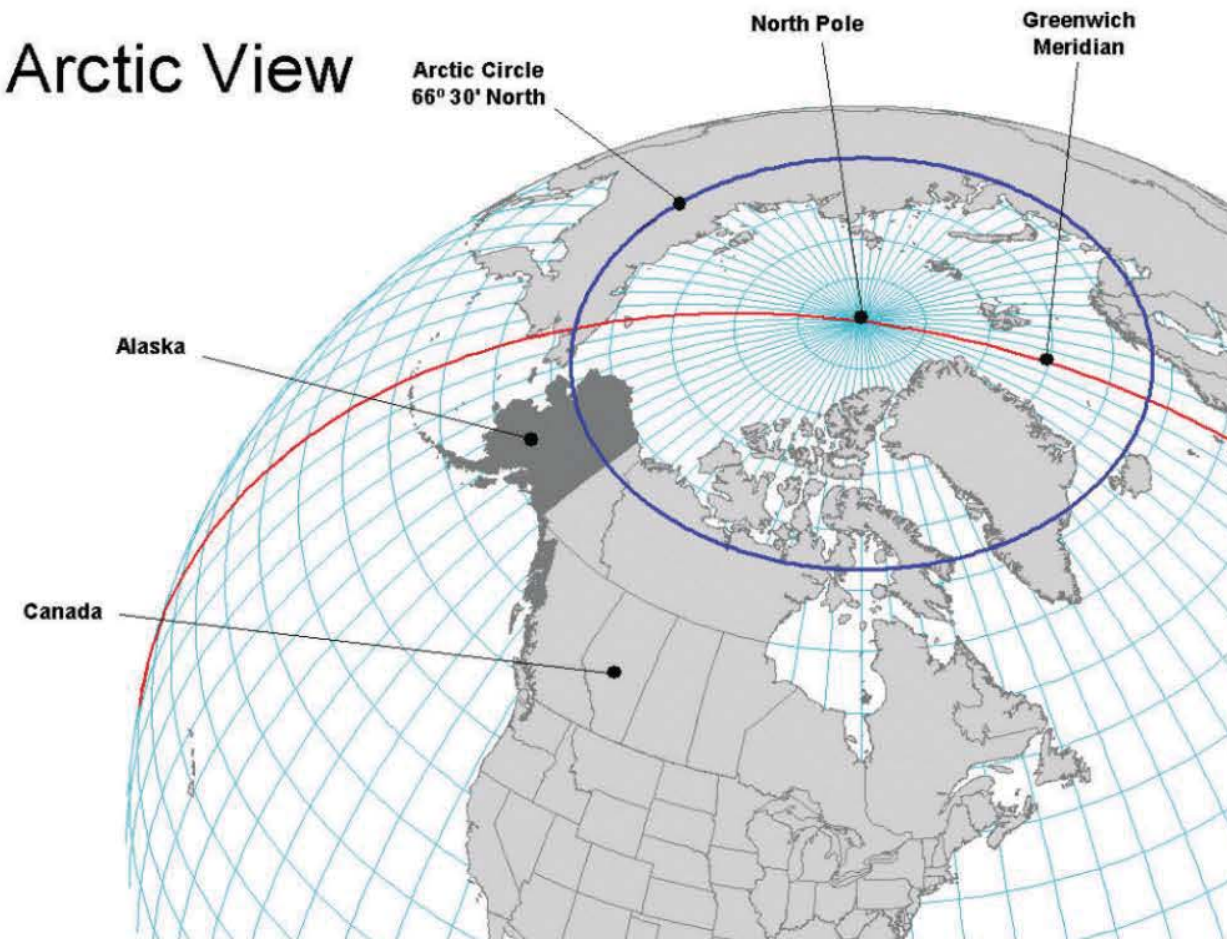 Arctic View
Arctic Circle
66º 30' North
North Pole
Greenwich
Meridian
Alaska
Canada